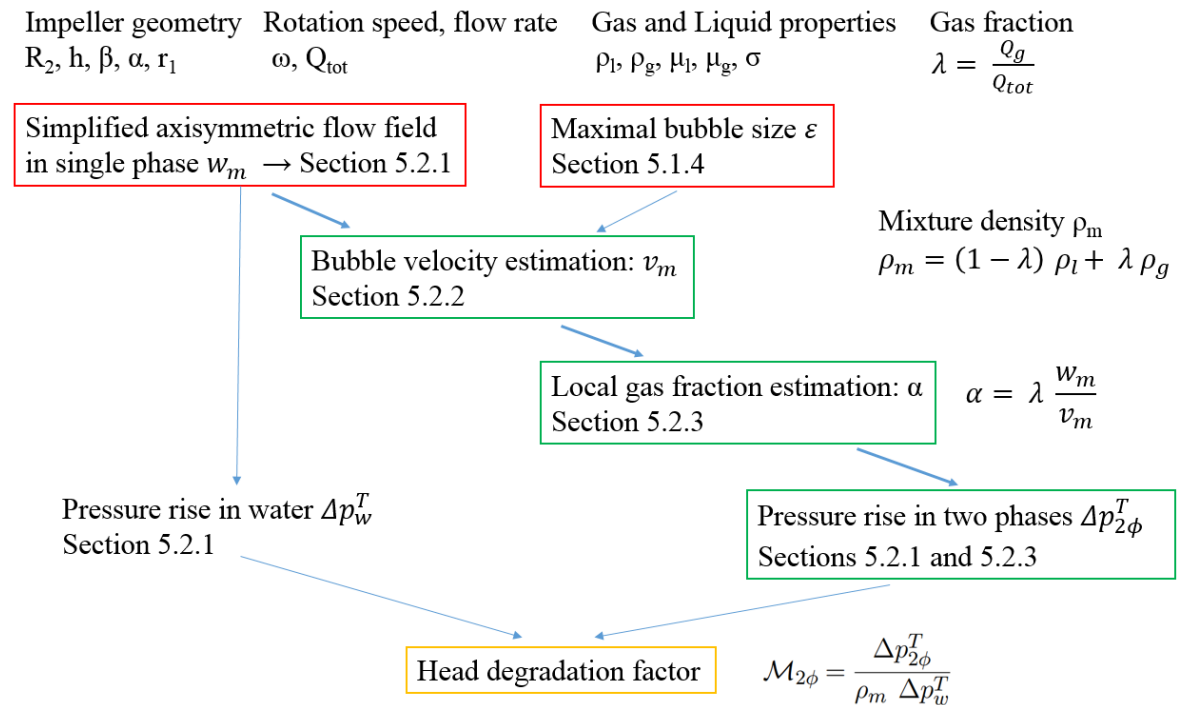 Impeller geometry
R₂, h, β, α, r₁
Rotation speed, flow rate
ω, Q_tot
Gas and Liquid properties
ρ_l, ρ_g, μ_l, μ_g, σ
Gas fraction
λ = Q_g / Q_tot
Simplified axisymmetric flow field
in single phase w_m → Section 5.2.1
Maximal bubble size ε
Section 5.1.4
Mixture density ρ_m
ρ_m = (1 − λ) ρ_l + λ ρ_g
Bubble velocity estimation: v_m
Section 5.2.2
Local gas fraction estimation: α
Section 5.2.3
α = λ w_m / v_m
Pressure rise in water Δp_w^T
Section 5.2.1
Pressure rise in two phases Δp_2ϕ^T
Sections 5.2.1 and 5.2.3
Head degradation factor
ℳ_2ϕ = Δp_2ϕ^T / ρ_m Δp_w^T